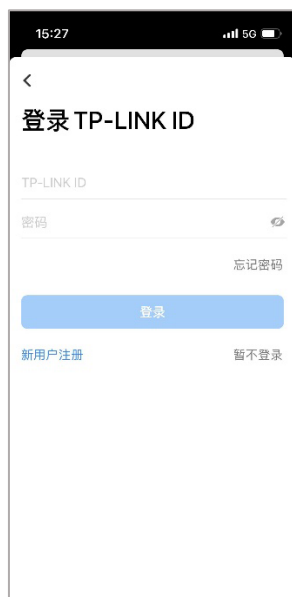 15:27
5G
登录 TP-LINK ID
TP-LINK ID
密码
忘记密码
登录
新用户注册
暂不登录